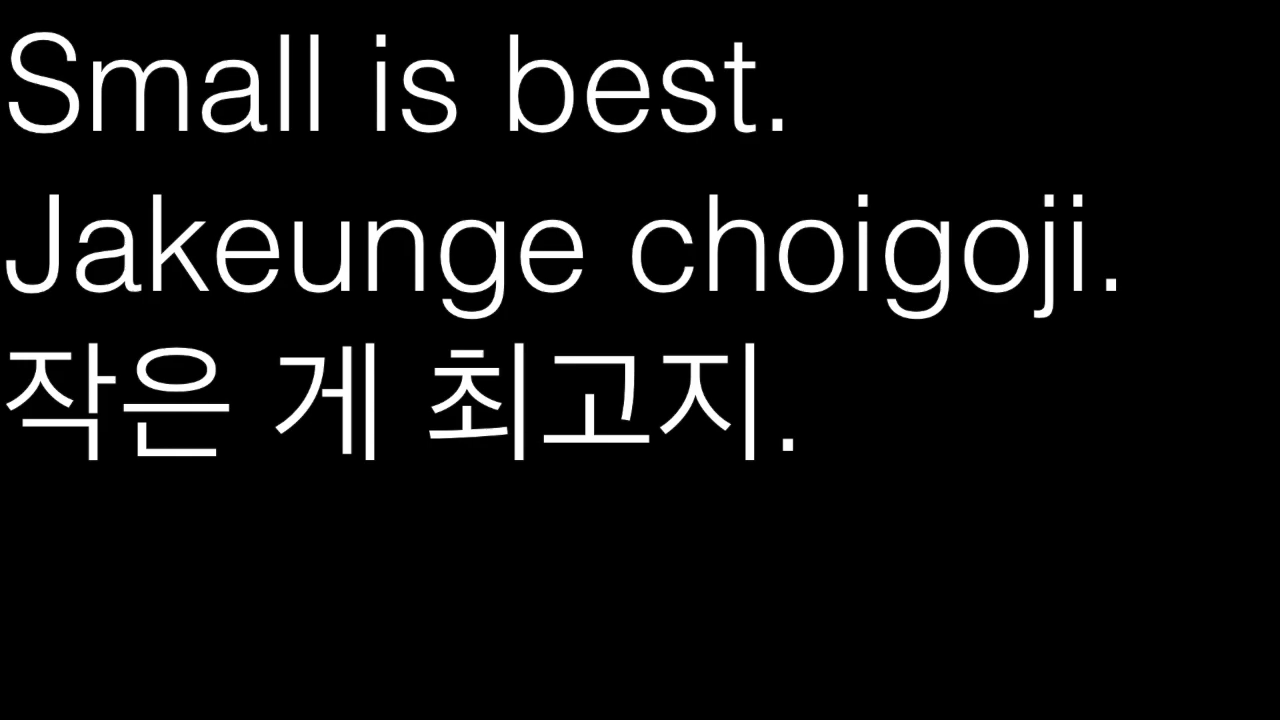 Small is best.
Jakeunge choigoji.
작은 게 최고지.